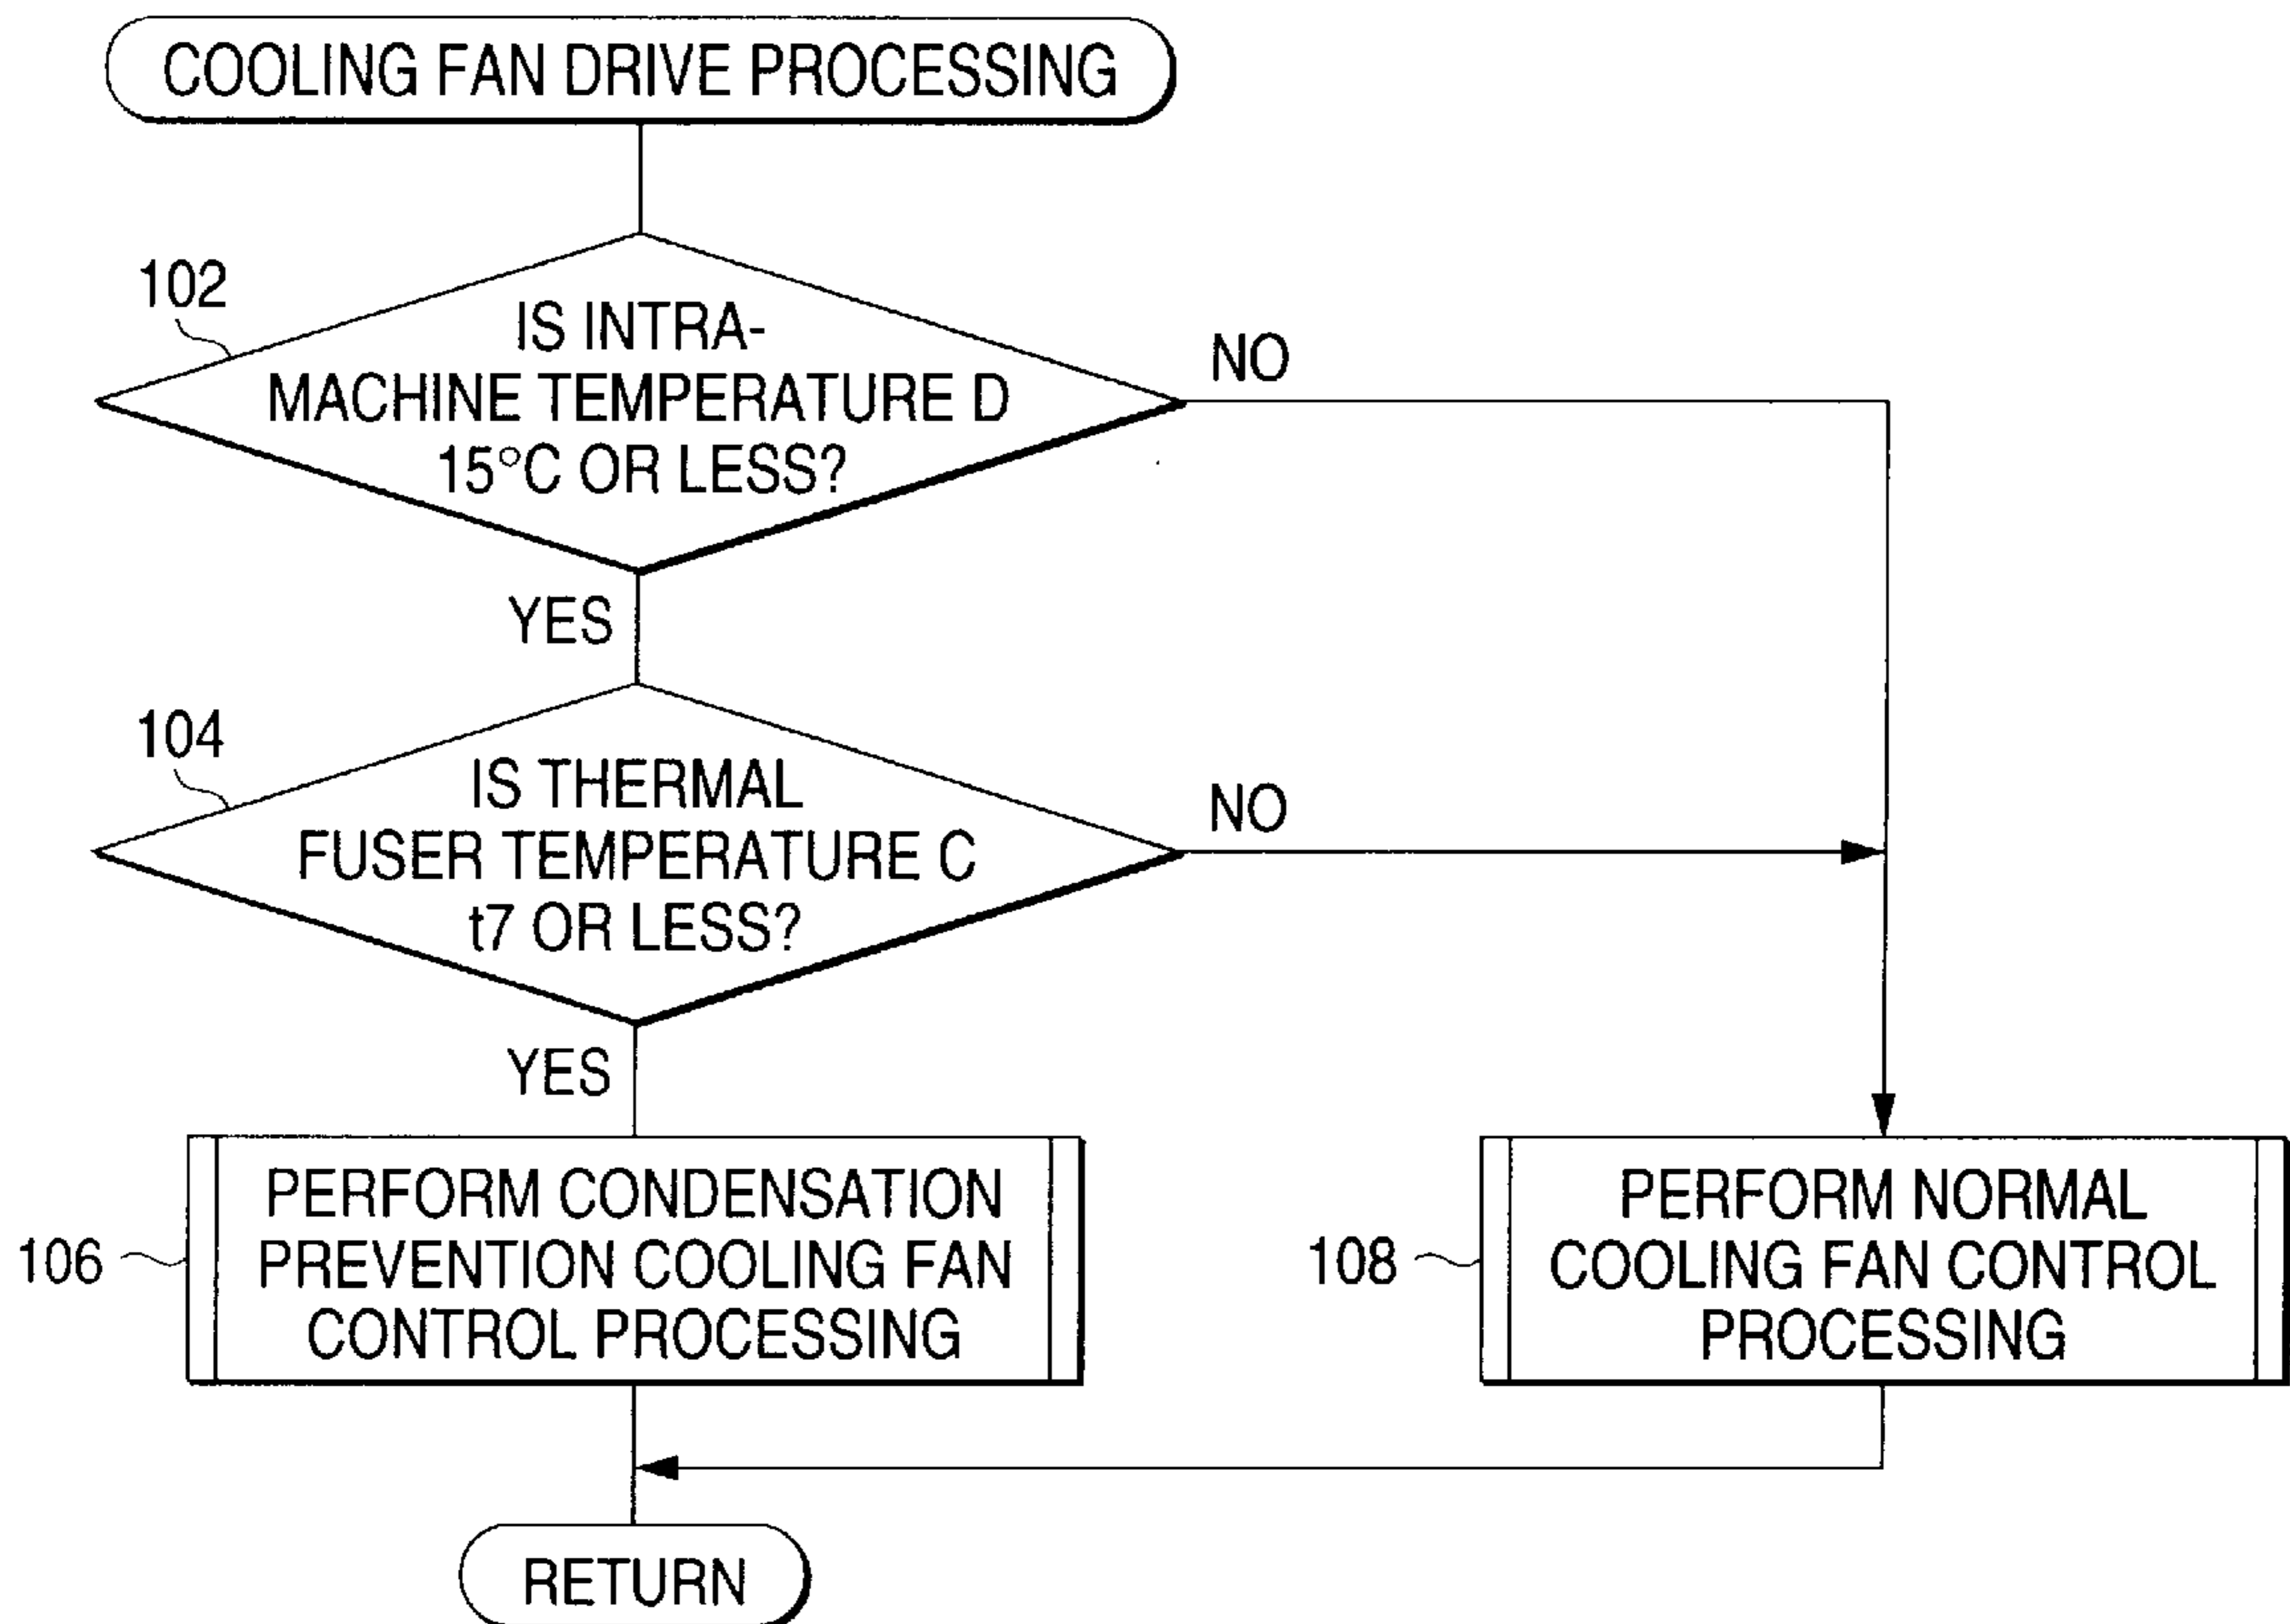 COOLING FAN DRIVE PROCESSING
102
IS INTRA-
MACHINE TEMPERATURE D
15°C OR LESS?
NO
YES
104
IS THERMAL
FUSER TEMPERATURE C
t7 OR LESS?
NO
YES
106
PERFORM CONDENSATION
PREVENTION COOLING FAN
CONTROL PROCESSING
108
PERFORM NORMAL
COOLING FAN CONTROL
PROCESSING
RETURN